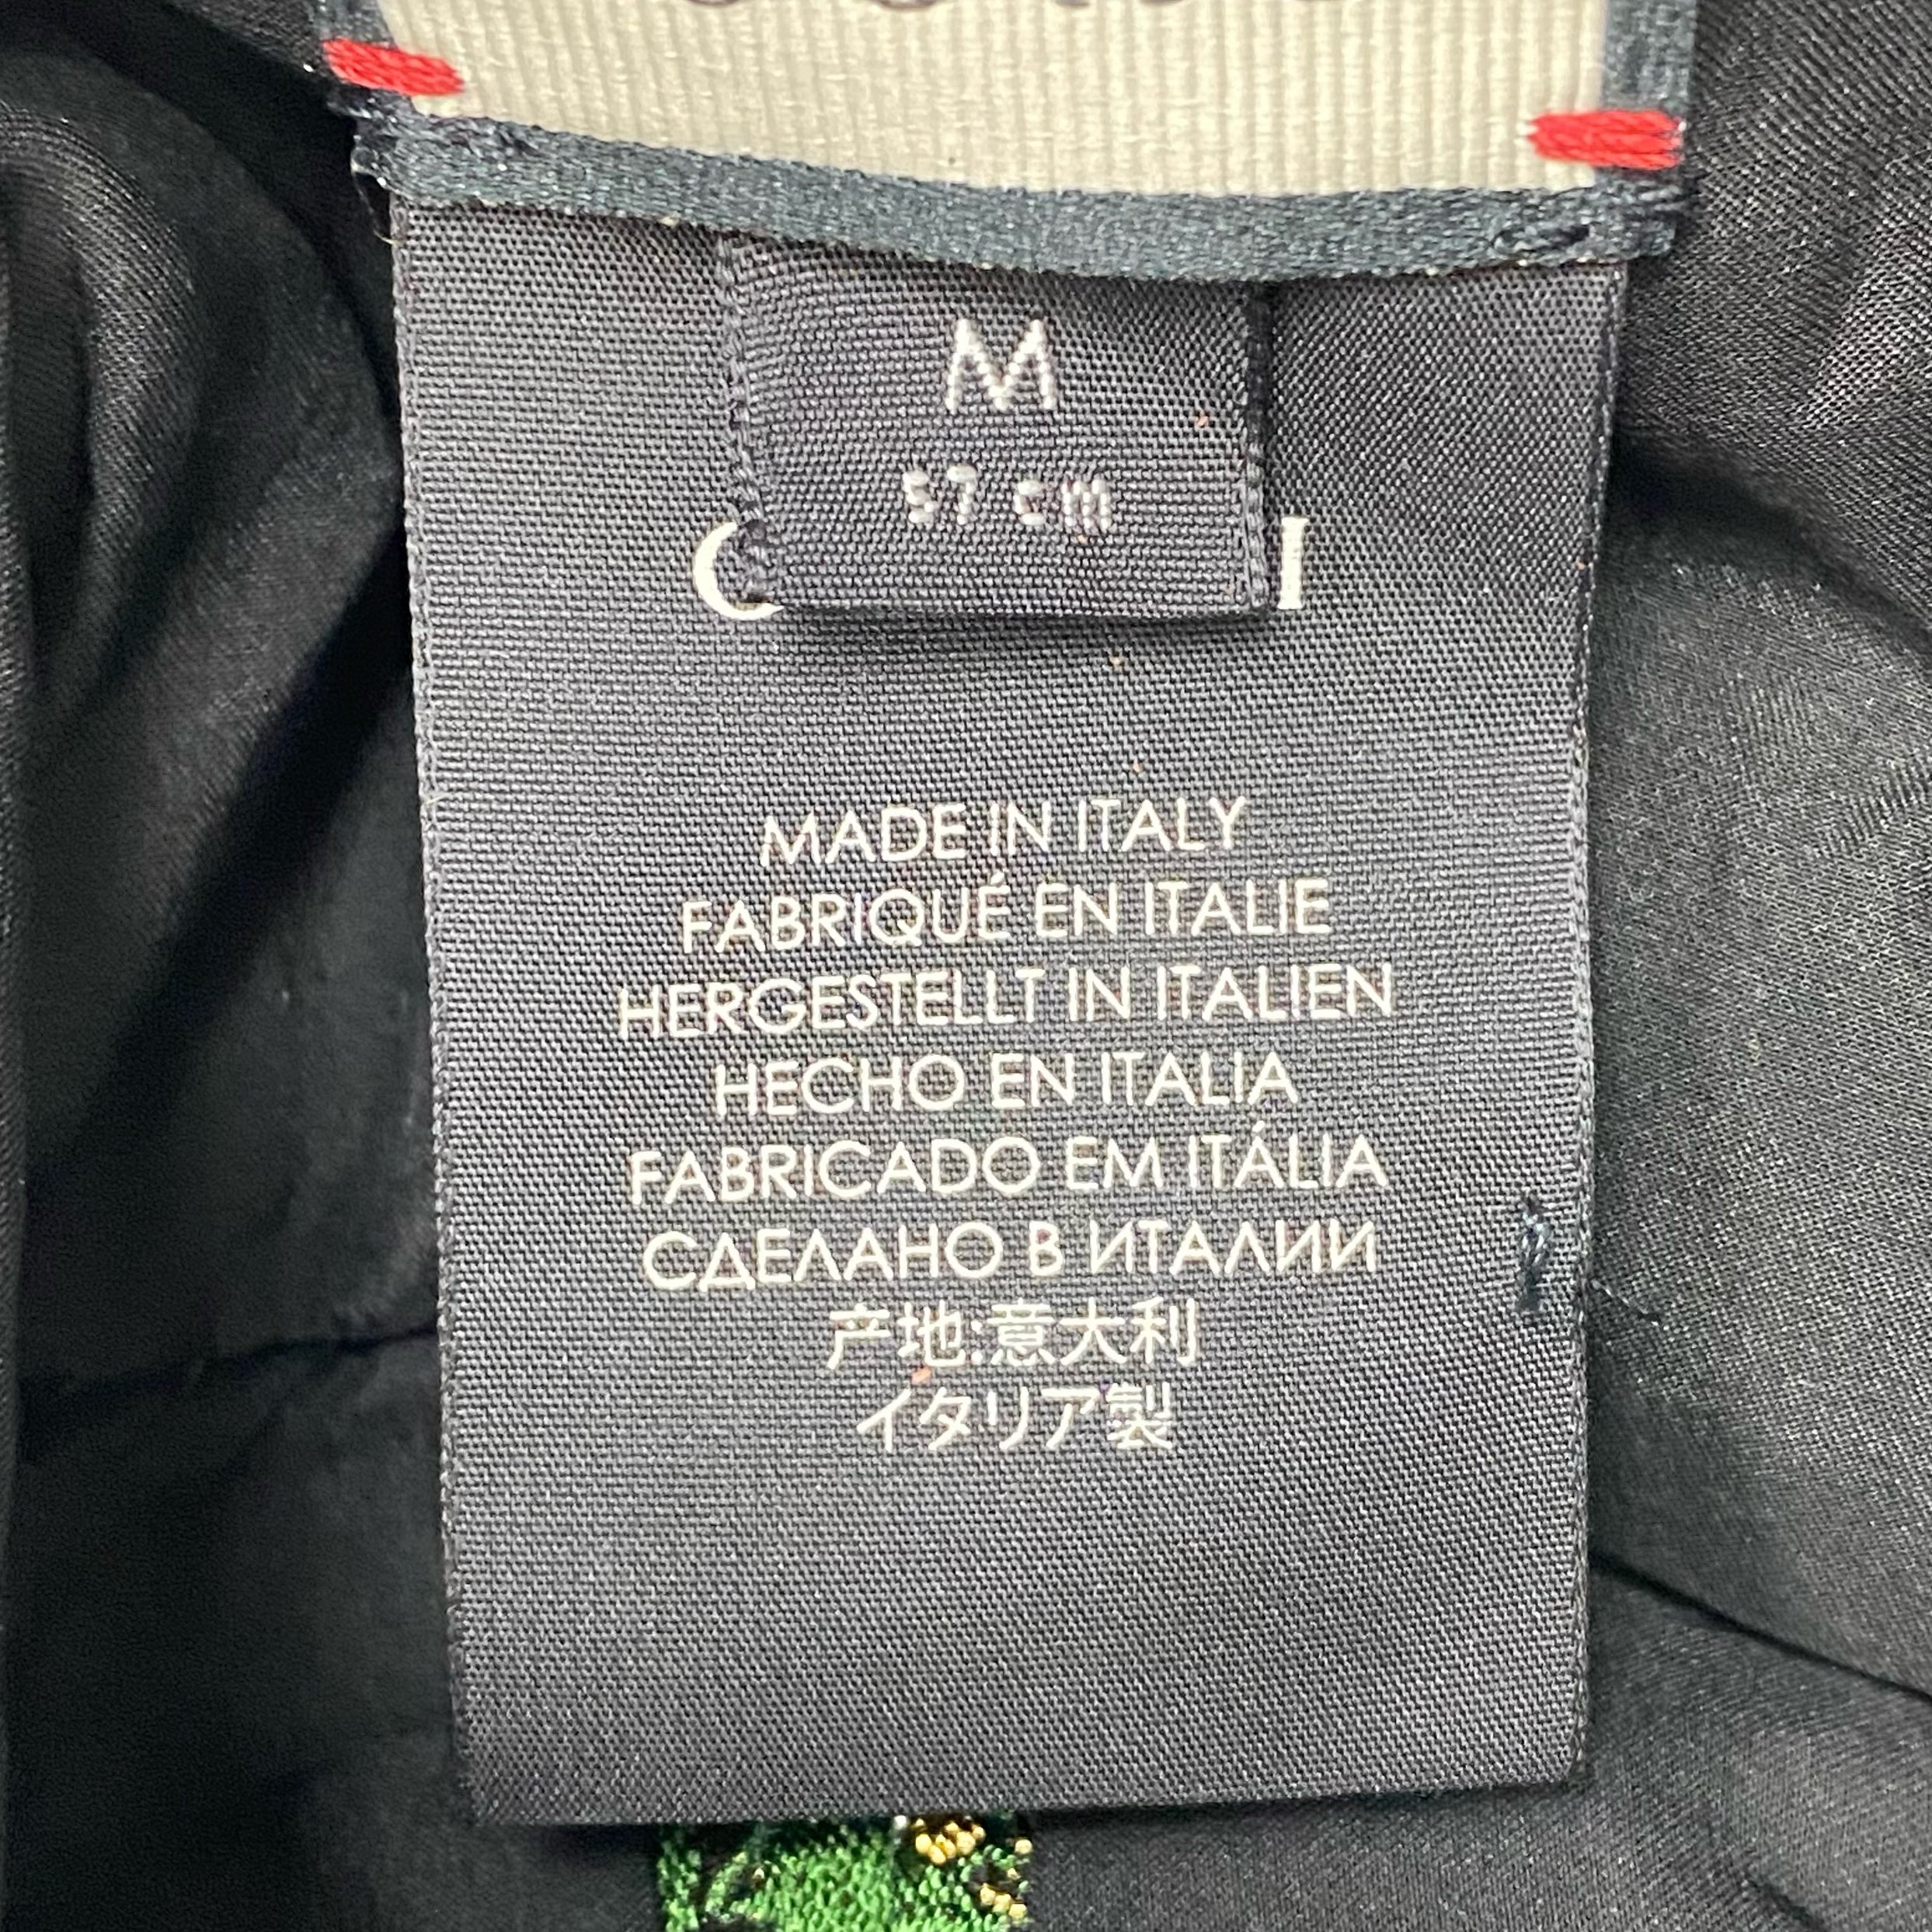 M
57 cm
MADE IN ITALY
FABRIQUÉ EN ITALIE
HERGESTELLT IN ITALIEN
HECHO EN ITALIA
FABRICADO EM ITÁLIA
СДЕЛАНО В ИТАЛИИ
产地:意大利
イタリア製